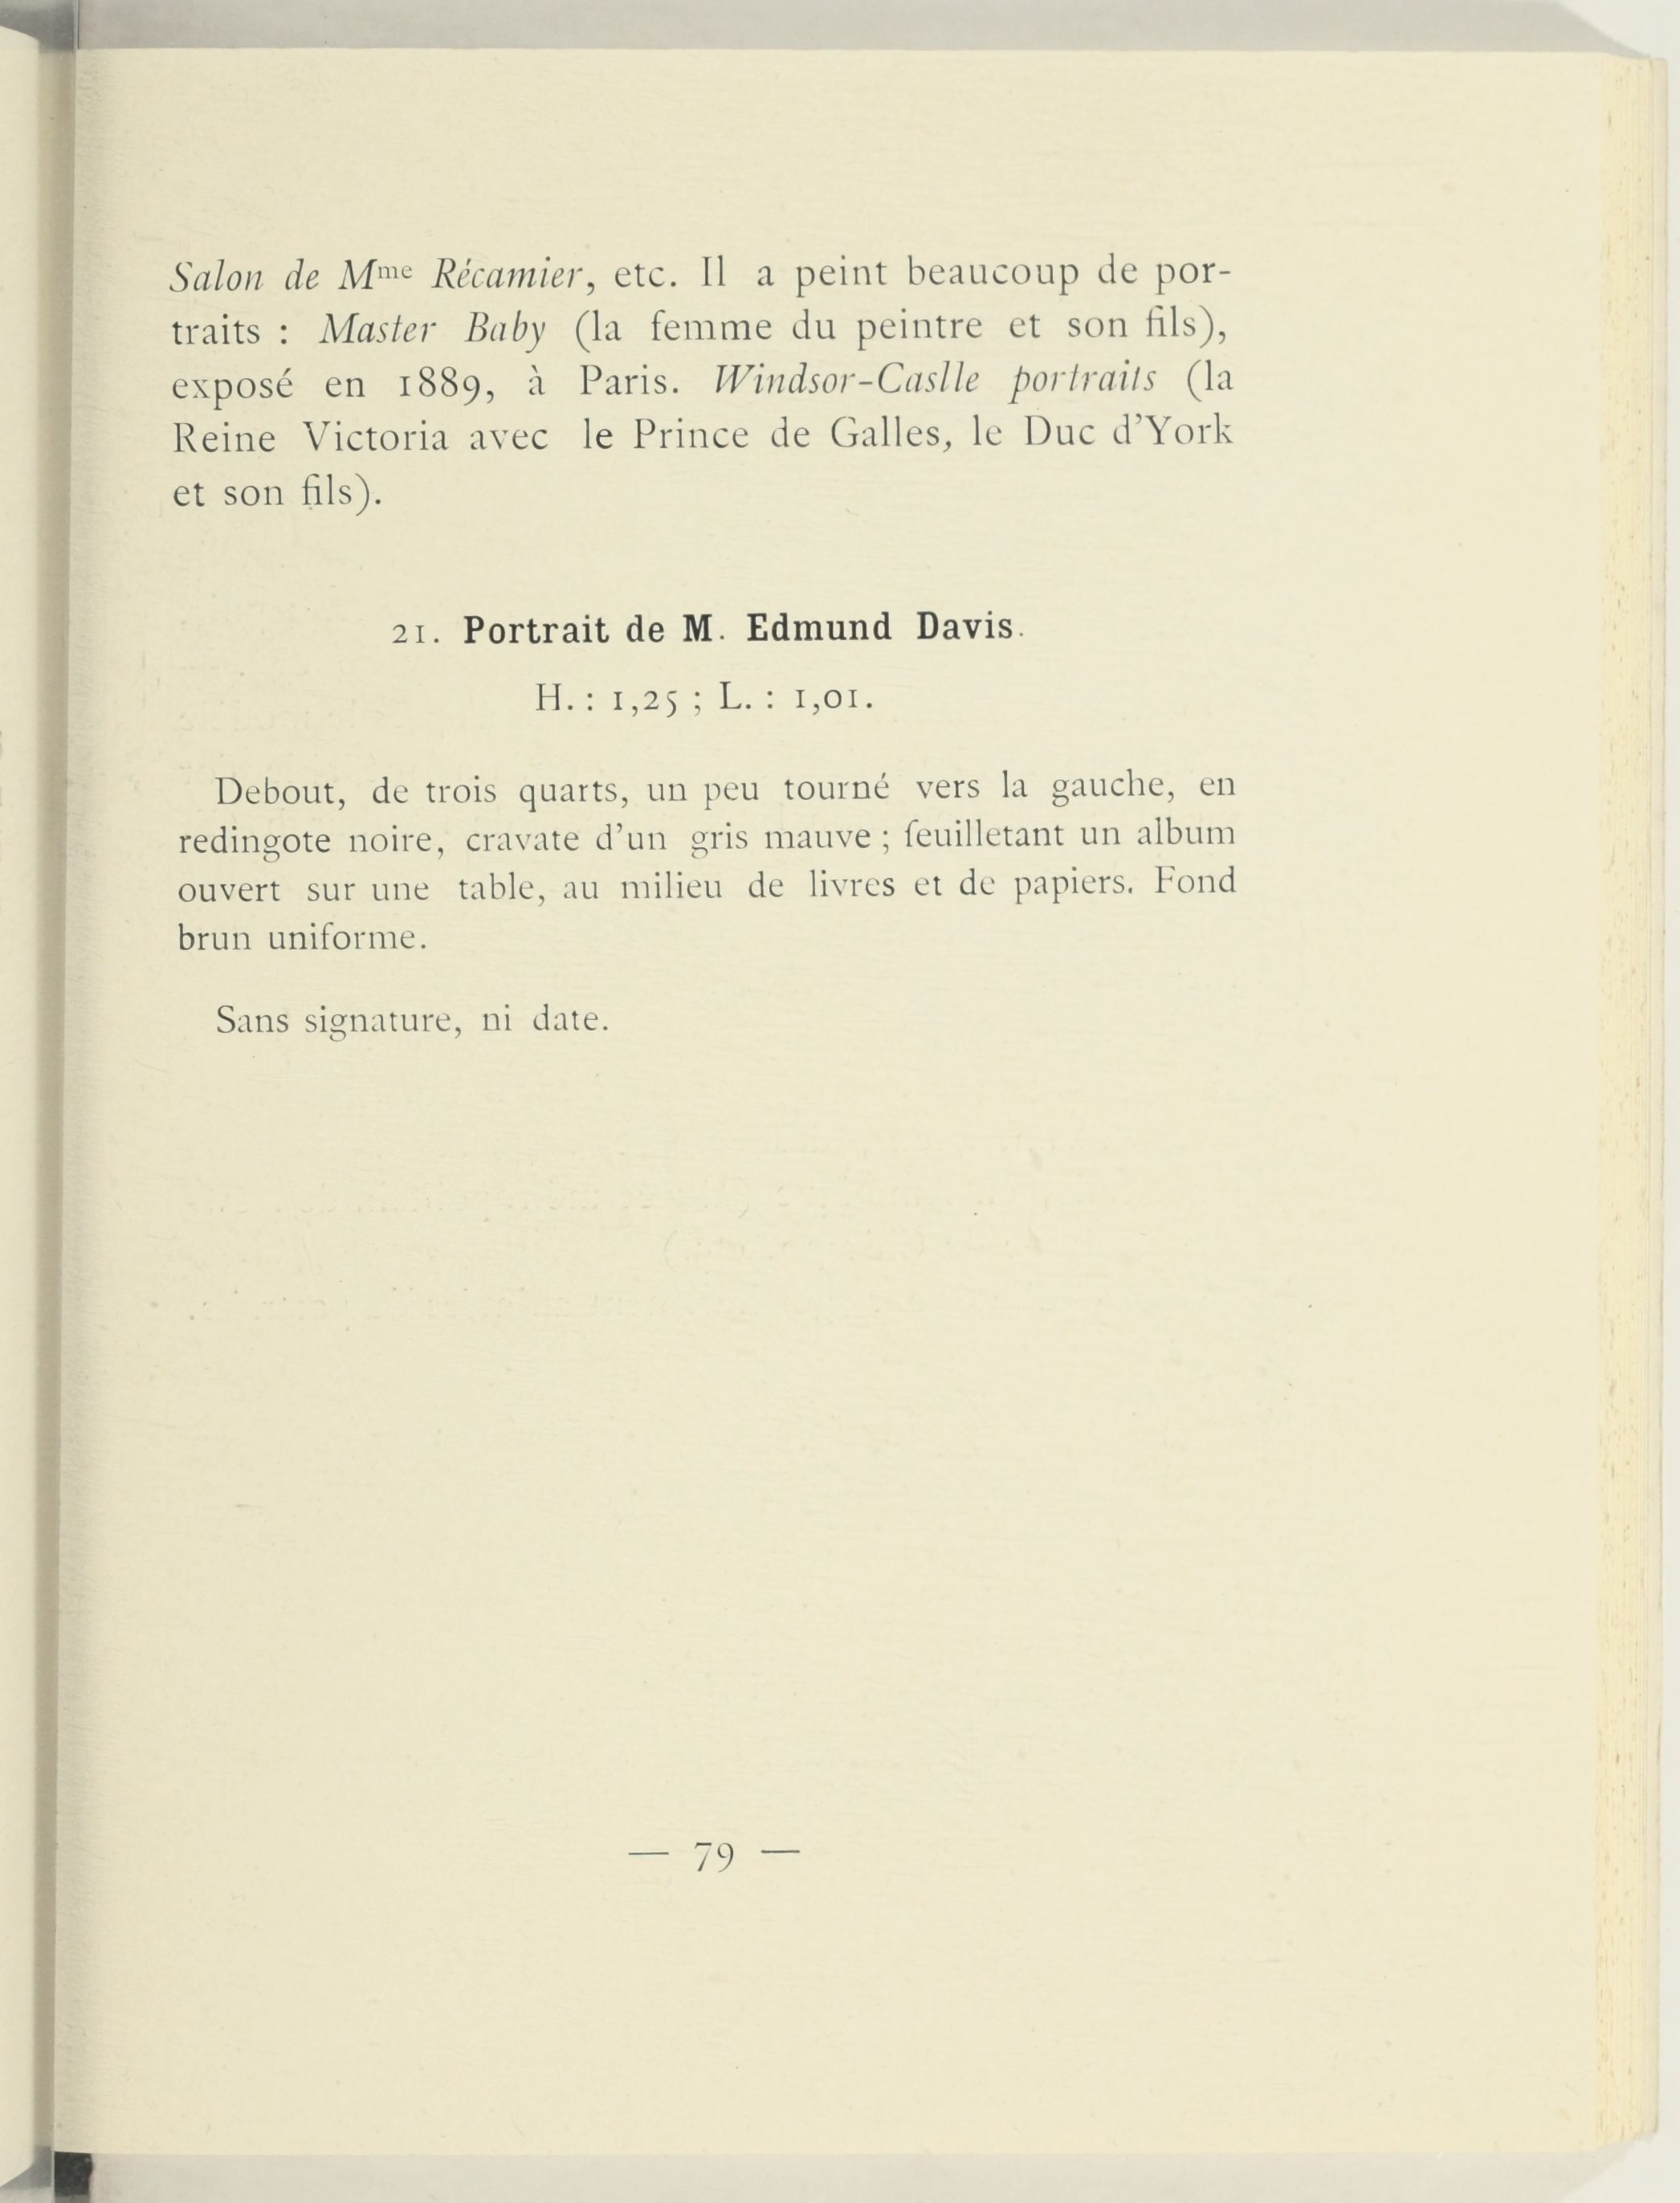 Salon de Mme Récamier, etc. Il a peint beaucoup de por-
traits : Master Baby (la femme du peintre et son fils),
exposé en 1889, à Paris. Windsor-Caslle portraits (la
Reine Victoria avec le Prince de Galles, le Duc d'York
et son fils).
21. Portrait de M. Edmund Davis.
H. : 1,25 ; L. : 1,01.
Debout, de trois quarts, un peu tourné vers la gauche, en
redingote noire, cravate d'un gris mauve ; feuilletant un album
ouvert sur une table, au milieu de livres et de papiers. Fond
brun uniforme.
Sans signature, ni date.
— 79 —